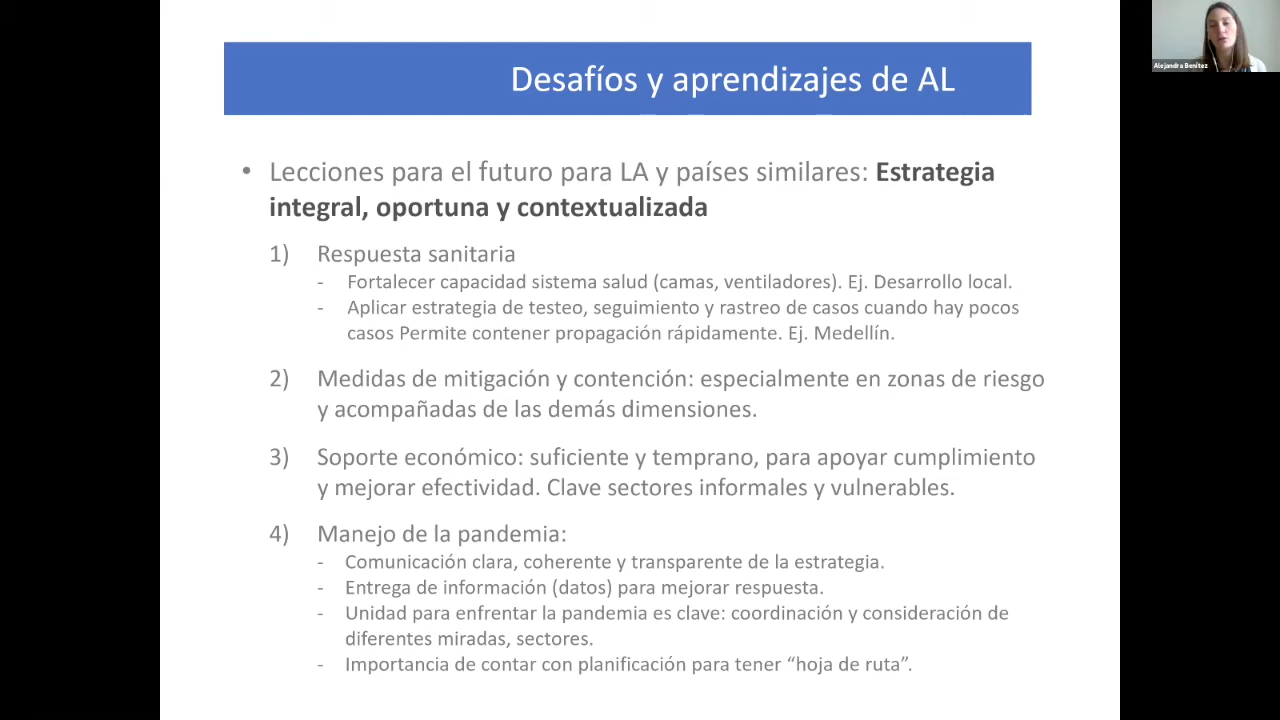 Desafíos y aprendizajes de AL
Alejandra Benítez
• Lecciones para el futuro para LA y países similares: Estrategia
integral, oportuna y contextualizada
1) Respuesta sanitaria
- Fortalecer capacidad sistema salud (camas, ventiladores). Ej. Desarrollo local.
- Aplicar estrategia de testeo, seguimiento y rastreo de casos cuando hay pocos
casos Permite contener propagación rápidamente. Ej. Medellín.
2) Medidas de mitigación y contención: especialmente en zonas de riesgo
y acompañadas de las demás dimensiones.
3) Soporte económico: suficiente y temprano, para apoyar cumplimiento
y mejorar efectividad. Clave sectores informales y vulnerables.
4) Manejo de la pandemia:
- Comunicación clara, coherente y transparente de la estrategia.
- Entrega de información (datos) para mejorar respuesta.
- Unidad para enfrentar la pandemia es clave: coordinación y consideración de
diferentes miradas, sectores.
- Importancia de contar con planificación para tener “hoja de ruta”.